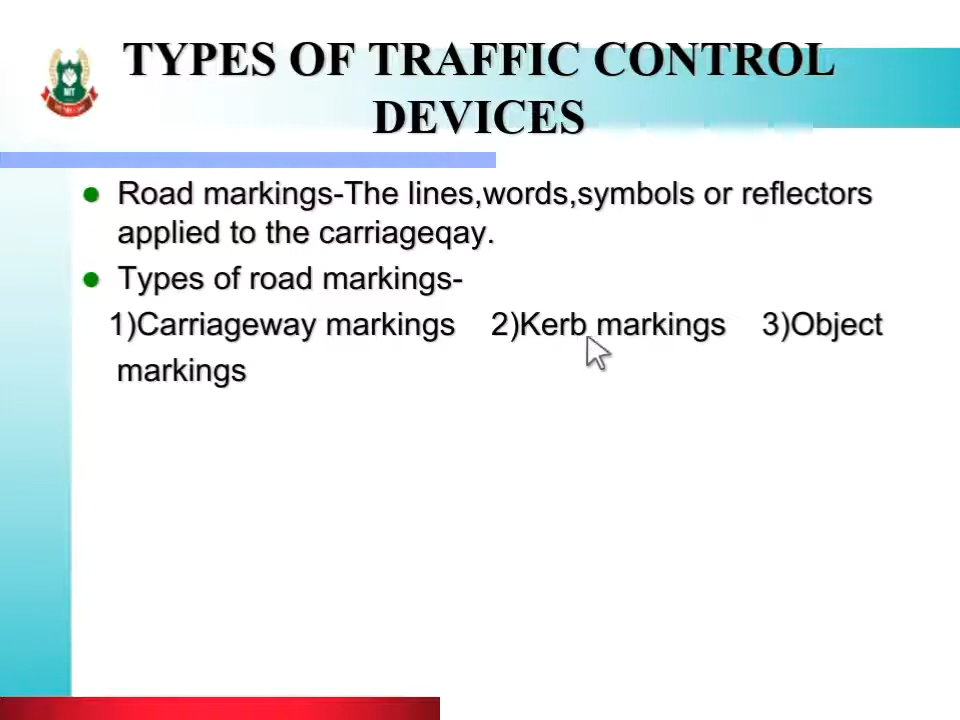 TYPES OF TRAFFIC CONTROL
DEVICES
Road markings-The lines,words,symbols or reflectors
applied to the carriageqay.
Types of road markings-
1)Carriageway markings 2)Kerb markings 3)Object
markings